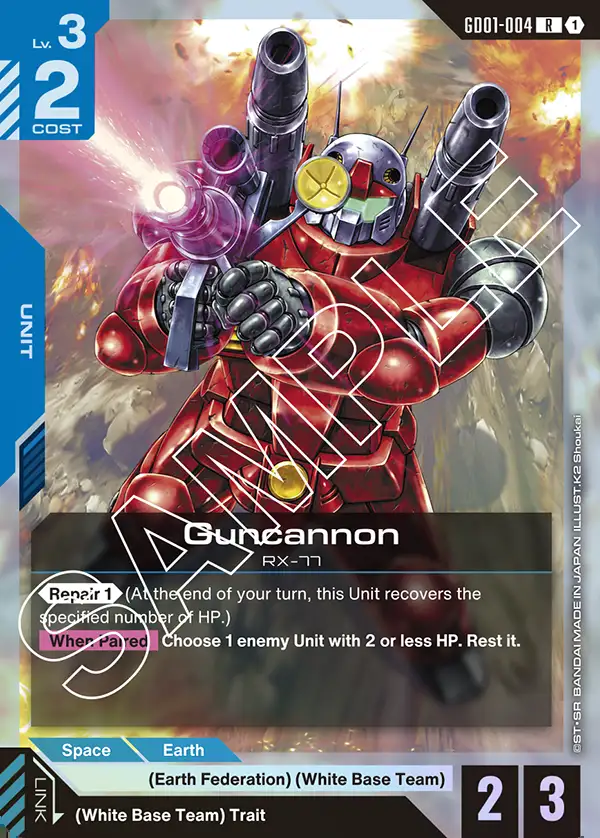 Lv. 3
2
COST
GD01-004 R 1
UNIT
SAMPLE
Guncannon
RX-77
Repair 1 (At the end of your turn, this Unit recovers the
specified number of HP.)
When Paired Choose 1 enemy Unit with 2 or less HP. Rest it.
©ST・SR BANDAI MADE IN JAPAN ILLUST.K2 Shoukai
Space Earth
(Earth Federation) (White Base Team)
LINK
(White Base Team) Trait
2 3